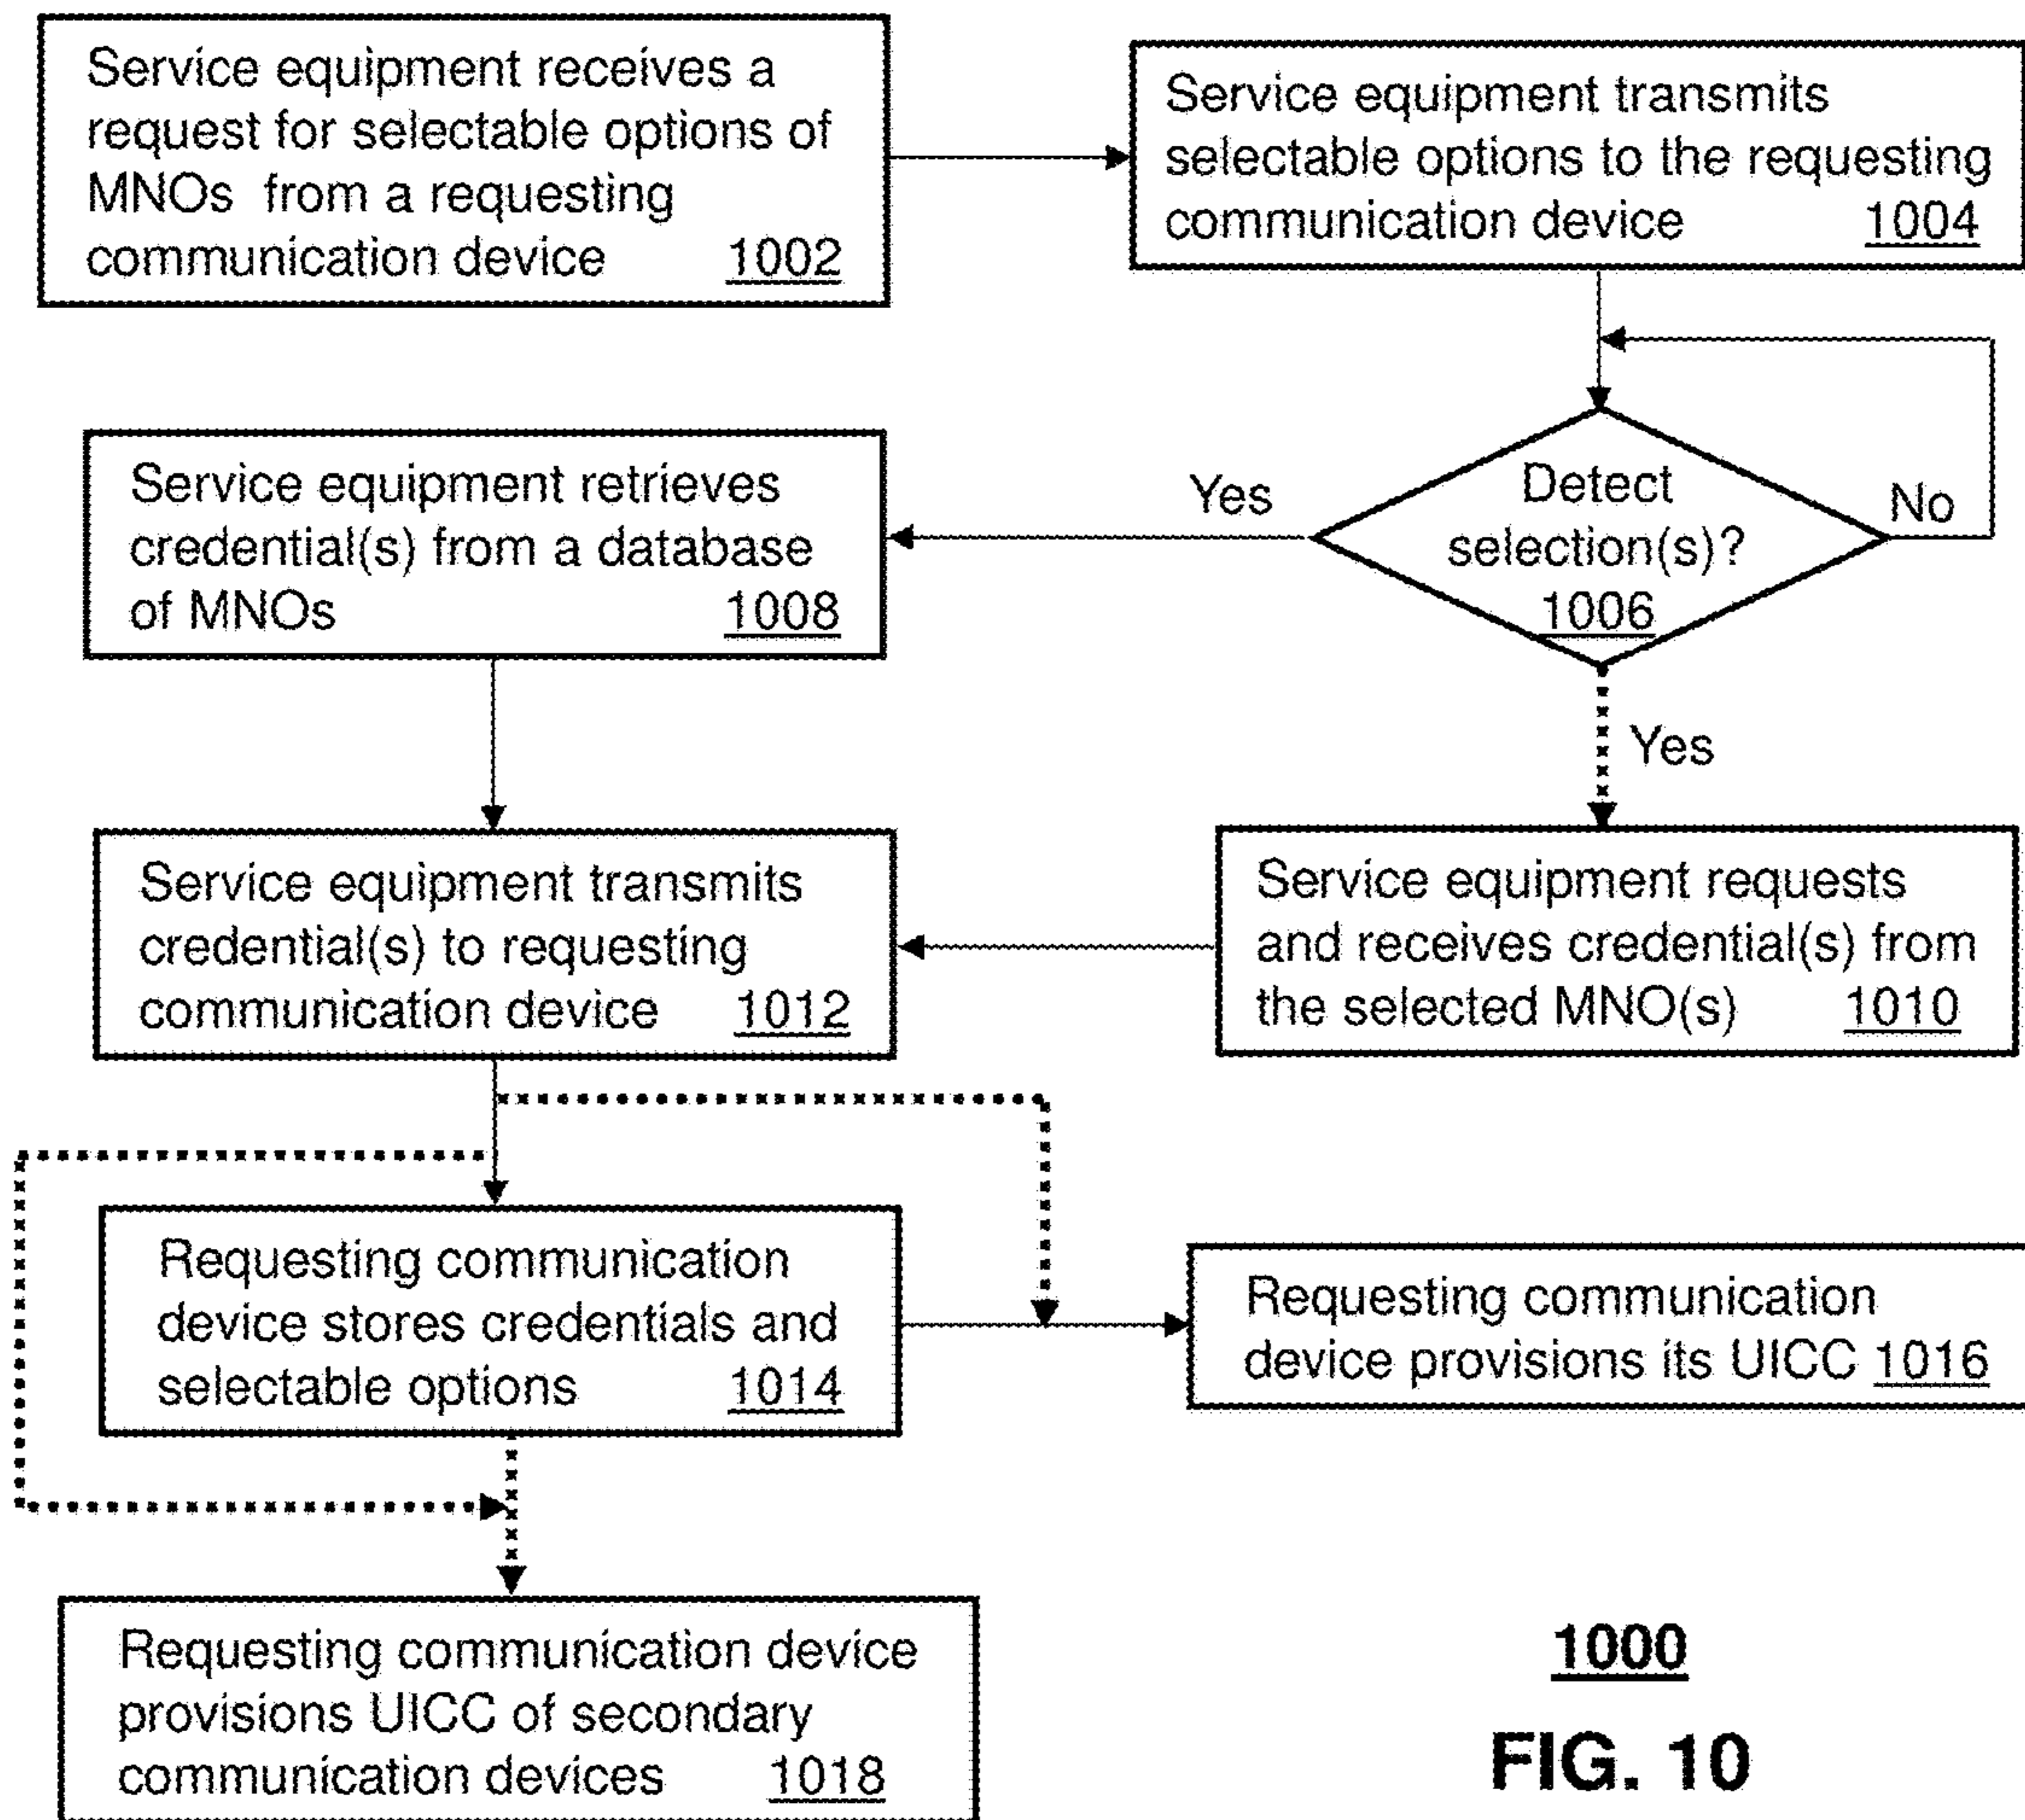 Service equipment receives a
request for selectable options of
MNOs from a requesting
communication device 1002
Service equipment transmits
selectable options to the requesting
communication device 1004
Detect
selection(s)?
1006
No
Yes
Yes
Service equipment retrieves
credential(s) from a database
of MNOs 1008
Service equipment requests
and receives credential(s) from
the selected MNO(s) 1010
Service equipment transmits
credential(s) to requesting
communication device 1012
Requesting communication
device stores credentials and
selectable options 1014
Requesting communication
device provisions its UICC 1016
Requesting communication device
provisions UICC of secondary
communication devices 1018
1000
FIG. 10